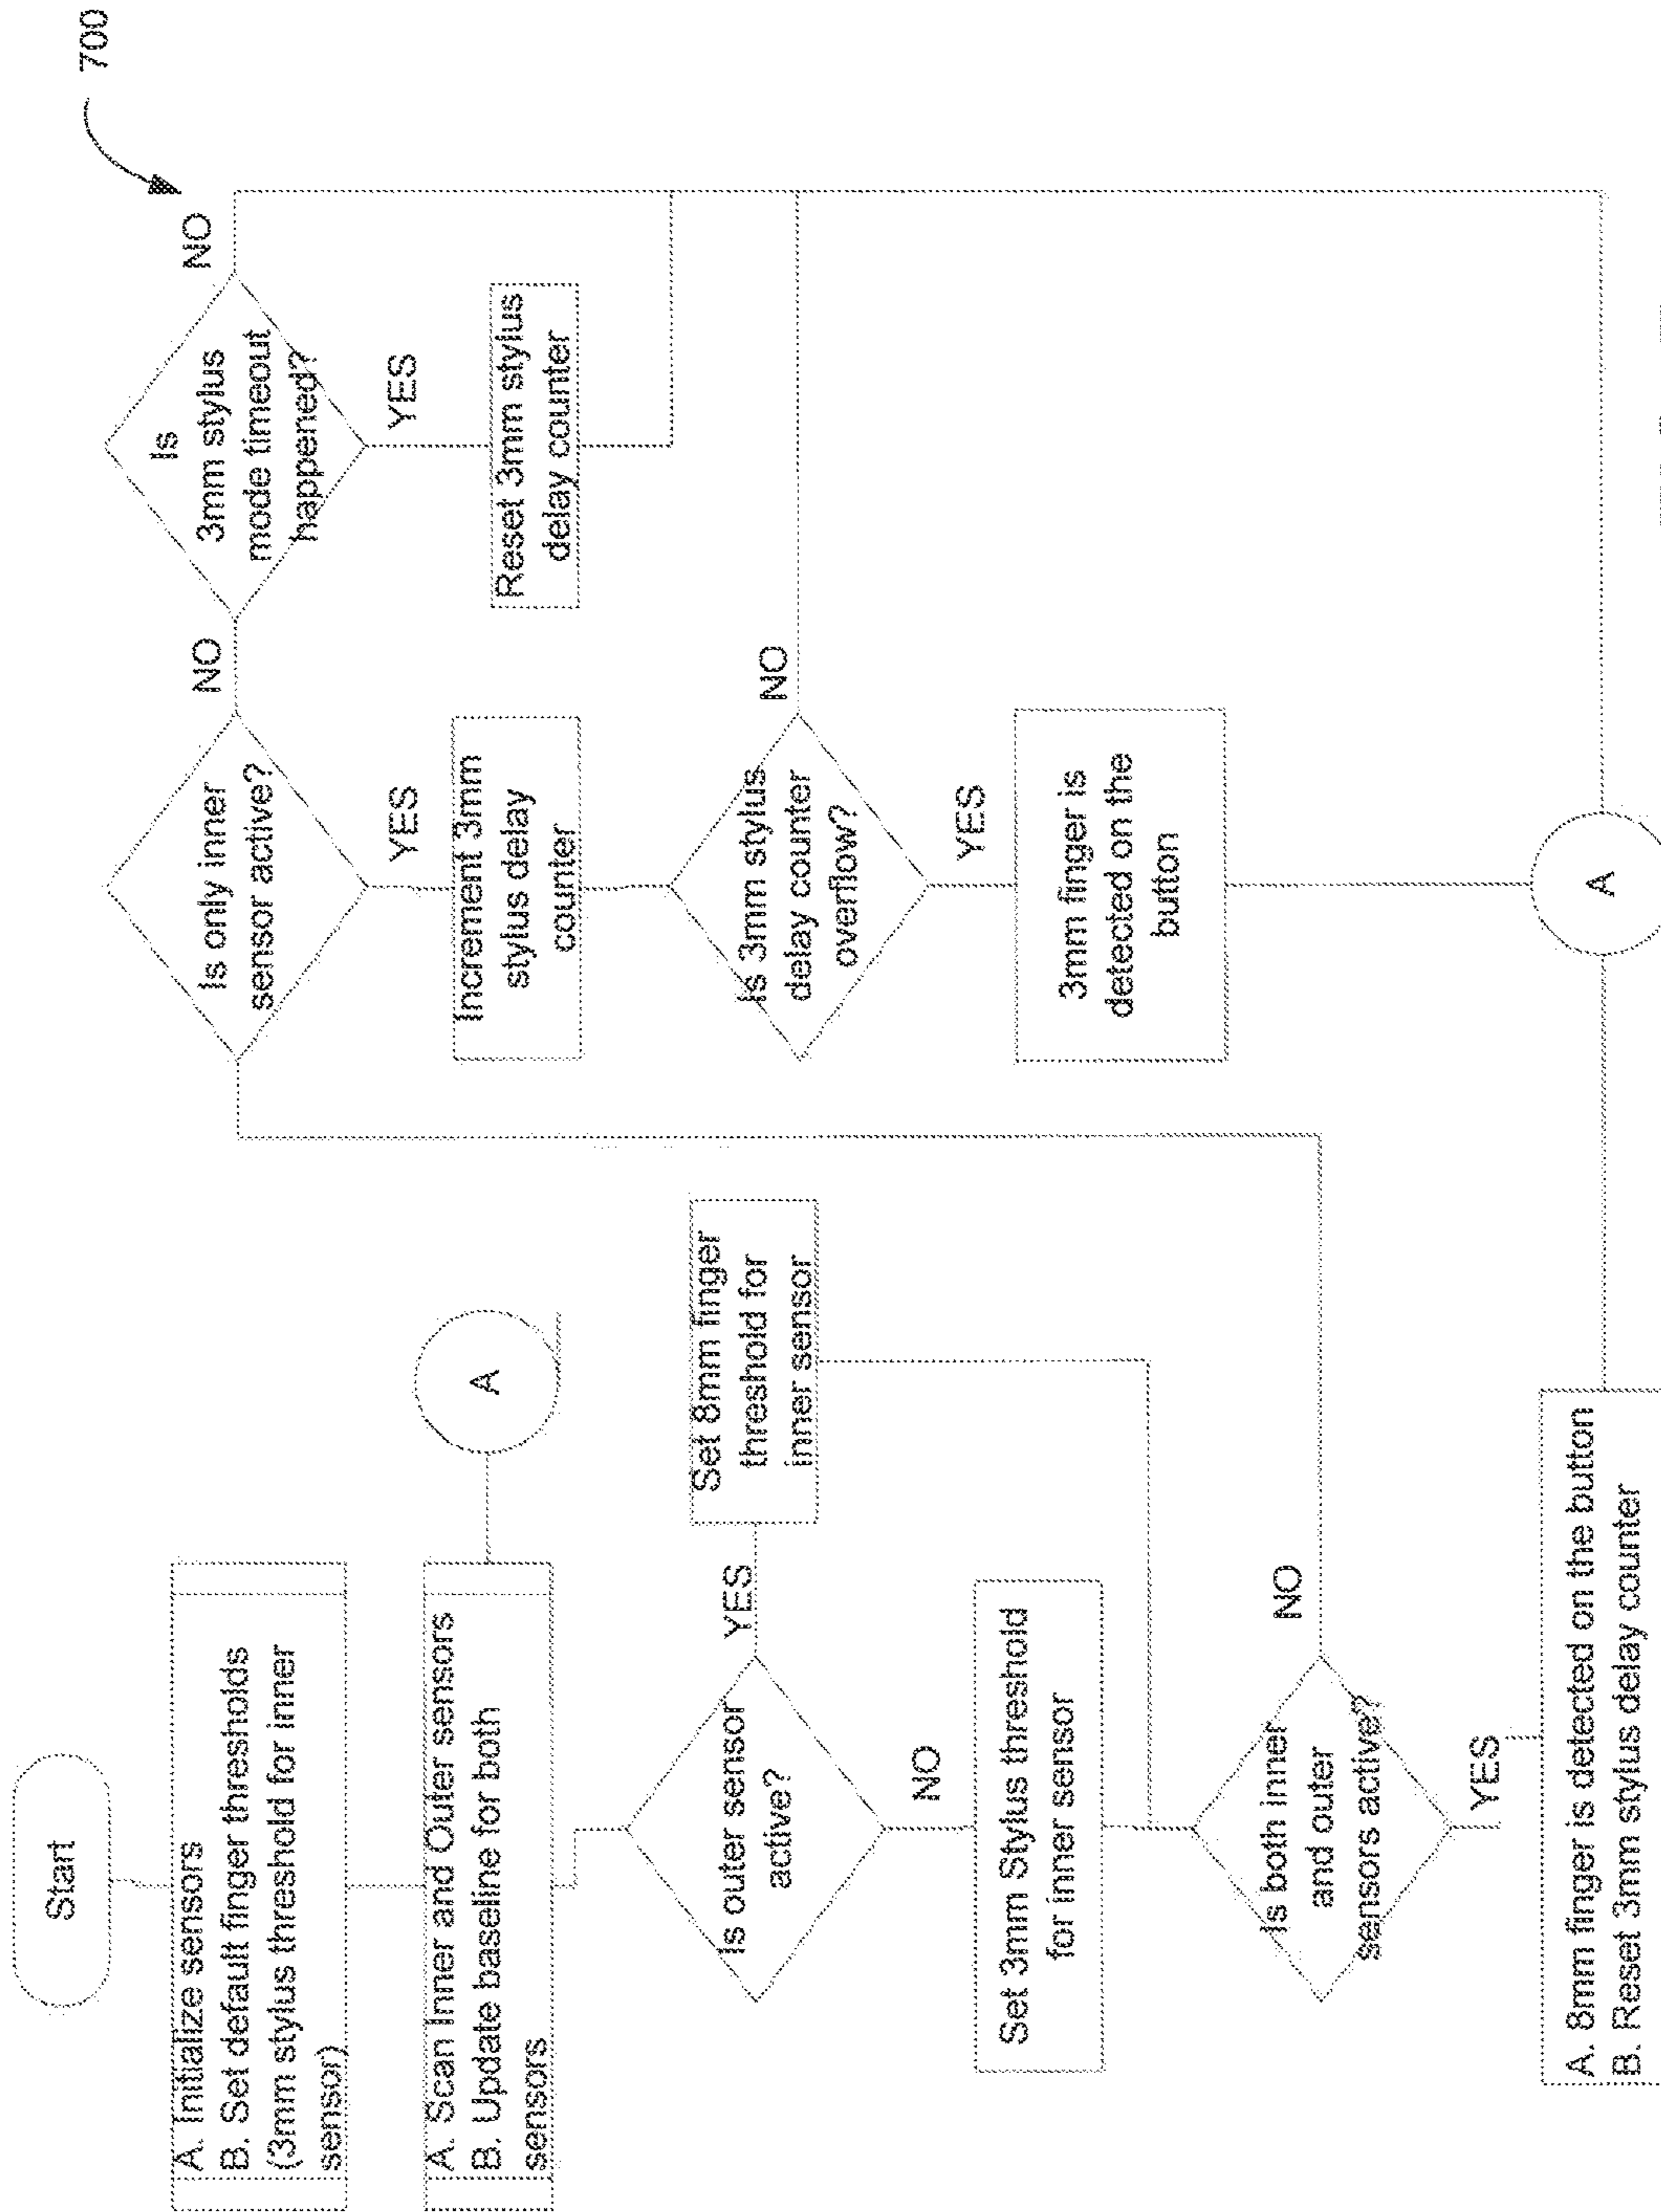 700
Start
A. Initialize sensors
B. Set default finger thresholds
(3mm stylus threshold for inner
sensor)
A. Scan Inner and Outer sensors
B. Update baseline for both
sensors
A
Is outer sensor
active?
YES
Set 8mm finger
threshold for
inner sensor
NO
Set 3mm Stylus threshold
for inner sensor
Is both inner
and outer
sensors active?
NO
YES
A. 8mm finger is detected on the button
B. Reset 3mm stylus delay counter
Is only inner
sensor active?
NO
YES
Increment 3mm
stylus delay
counter
Is 3mm stylus
delay counter
overflow?
NO
YES
3mm finger is
detected on the
button
Is
3mm stylus
mode timeout
happened?
NO
YES
Reset 3mm stylus
delay counter
A